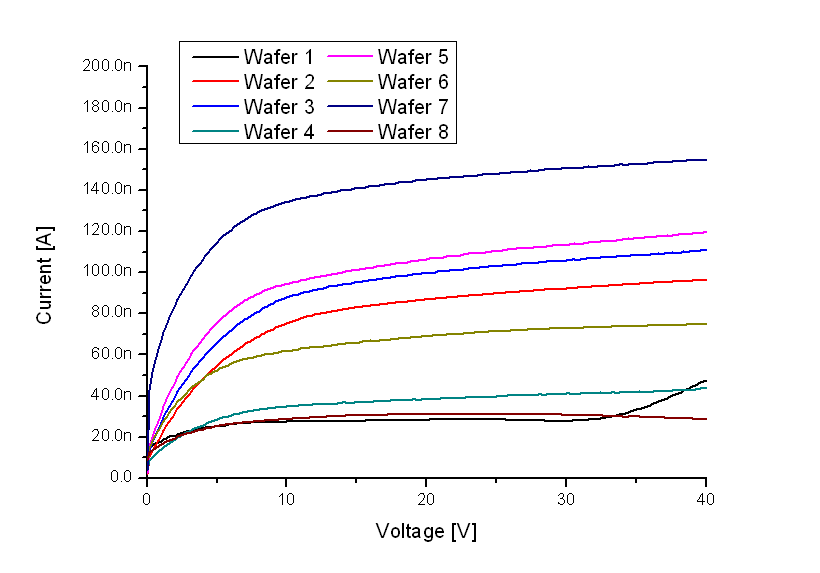 Wafer 1 Wafer 5
Wafer 2 Wafer 6
Wafer 3 Wafer 7
Wafer 4 Wafer 8
200.0n
180.0n
160.0n
140.0n
120.0n
100.0n
80.0n
60.0n
40.0n
20.0n
0.0
Current [A]
0 10 20 30 40
Voltage [V]